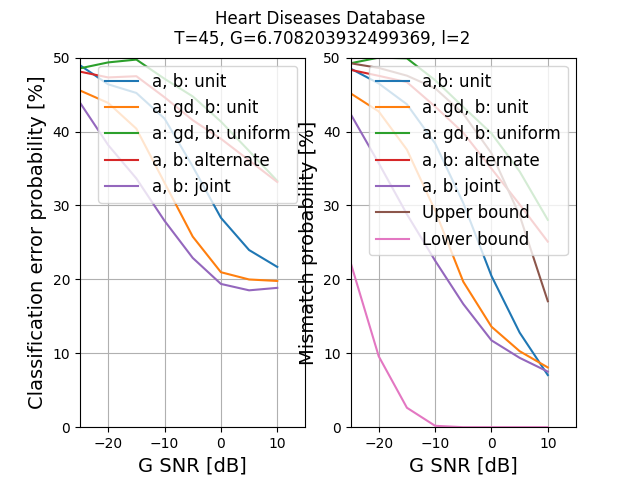 Heart Diseases Database
T=45, G=6.708203932499369, l=2
Classification error probability [%]
50
40
30
20
10
0
−20
−10
0
10
G SNR [dB]
a, b: unit
a: gd, b: unit
a: gd, b: uniform
a, b: alternate
a, b: joint
Mismatch probability [%]
50
40
30
20
10
0
−20
−10
0
10
G SNR [dB]
a,b: unit
a: gd, b: unit
a: gd, b: uniform
a, b: alternate
a, b: joint
Upper bound
Lower bound